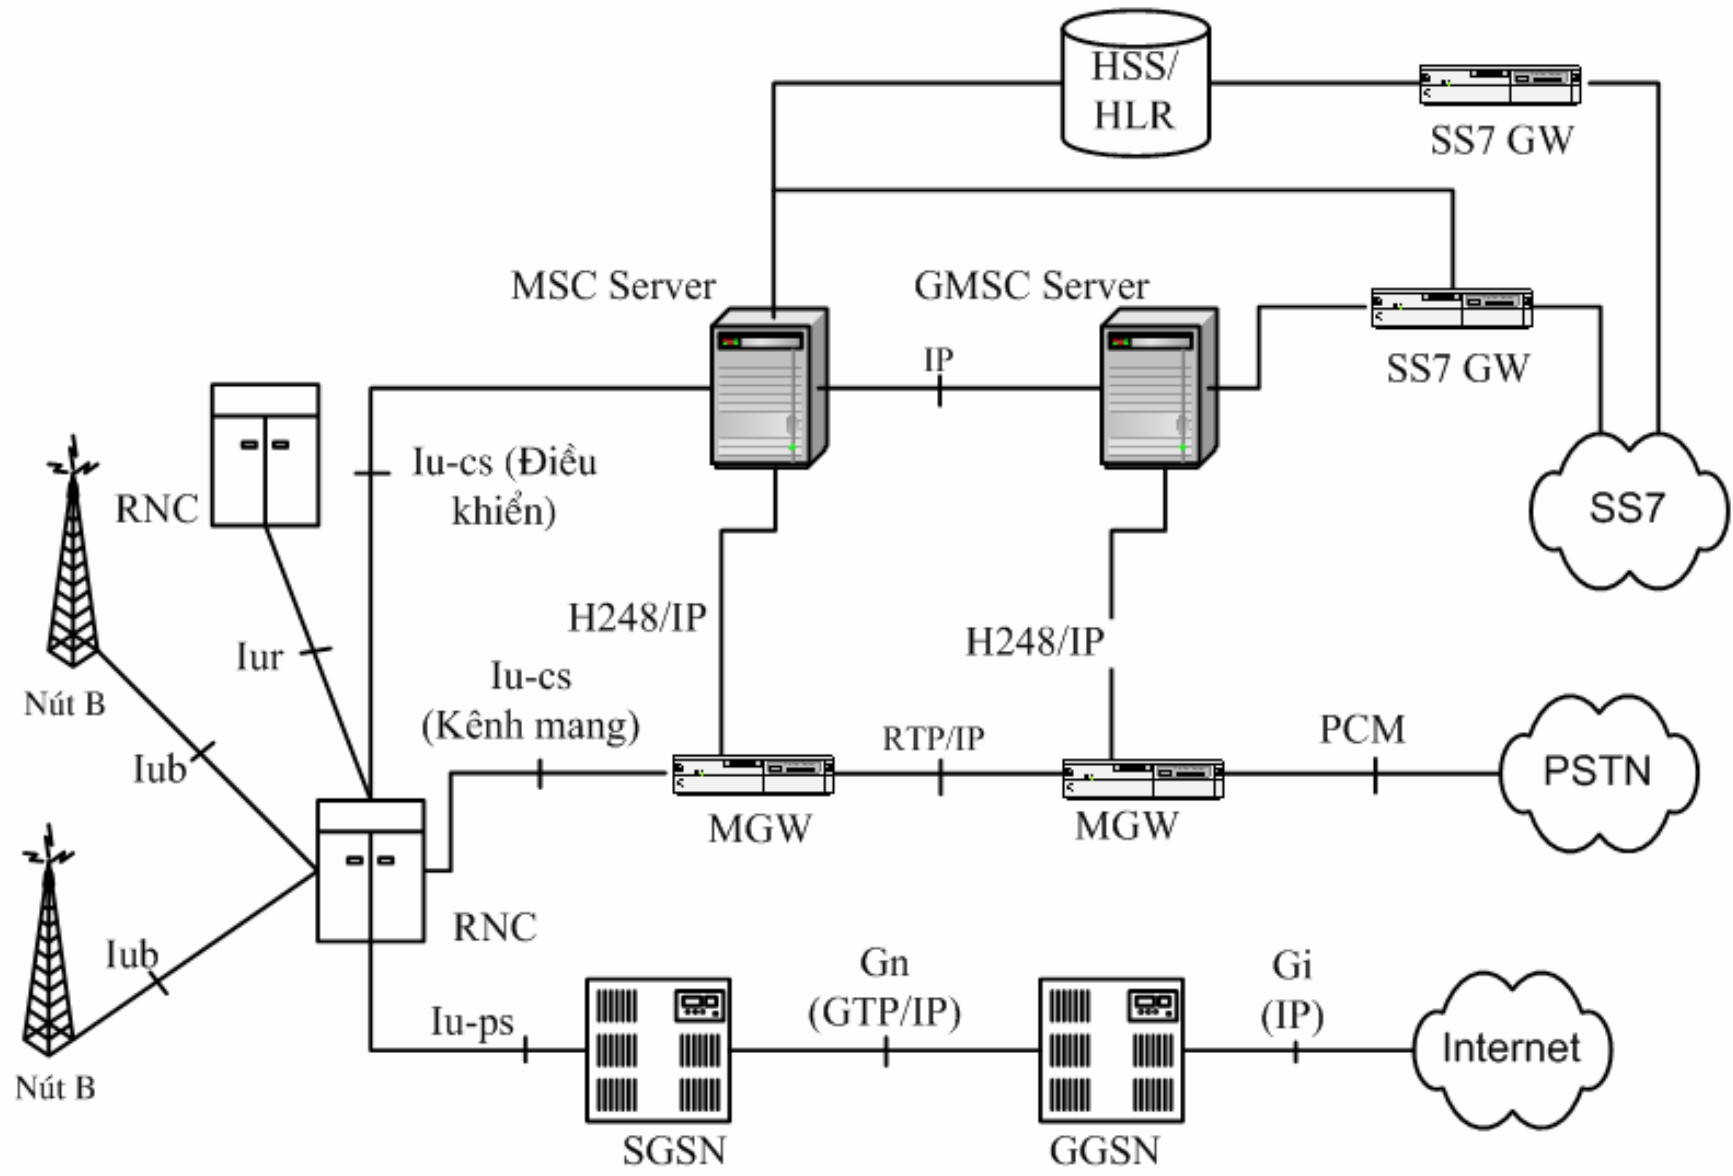 HSS/
HLR
SS7 GW
MSC Server
GMSC Server
IP
SS7 GW
RNC
Iu-cs (Điều
khiển)
SS7
H248/IP
H248/IP
Iur
Iu-cs
(Kênh mang)
Nút B
Iub
RTP/IP
PCM
PSTN
MGW
MGW
RNC
Iub
Iu-ps
Gn
(GTP/IP)
Gi
(IP)
Internet
Nút B
SGSN
GGSN